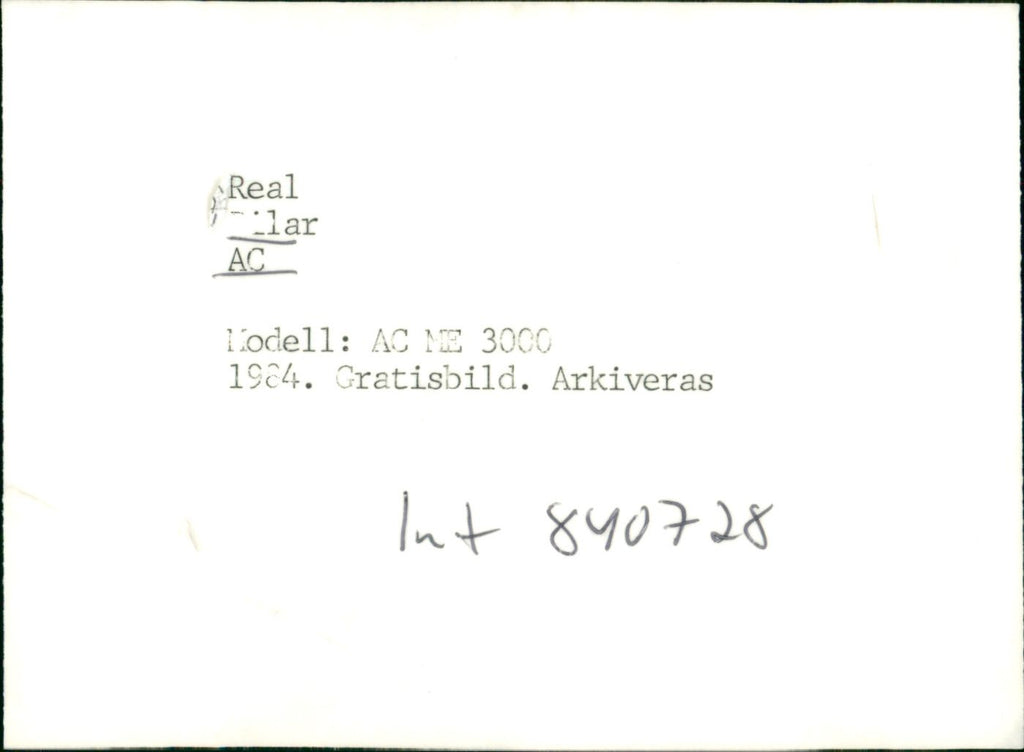 Real
Bilar
AC
Modell: AC ME 3000
1984. Gratisbild. Arkiveras
Int 840728